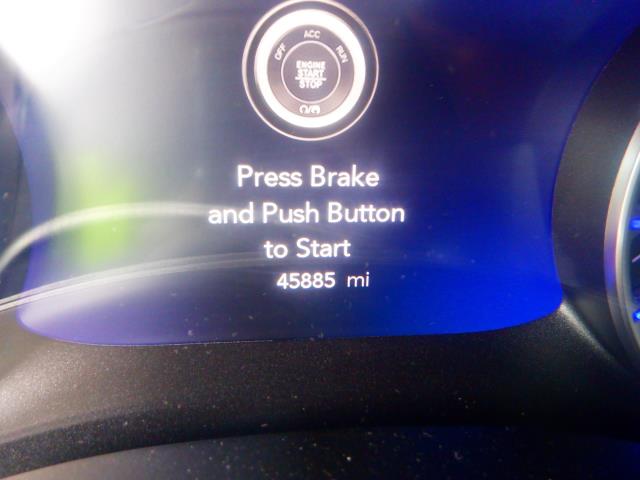 OFF ACC RUN
ENGINE
START
STOP
Press Brake
and Push Button
to Start
45885 mi